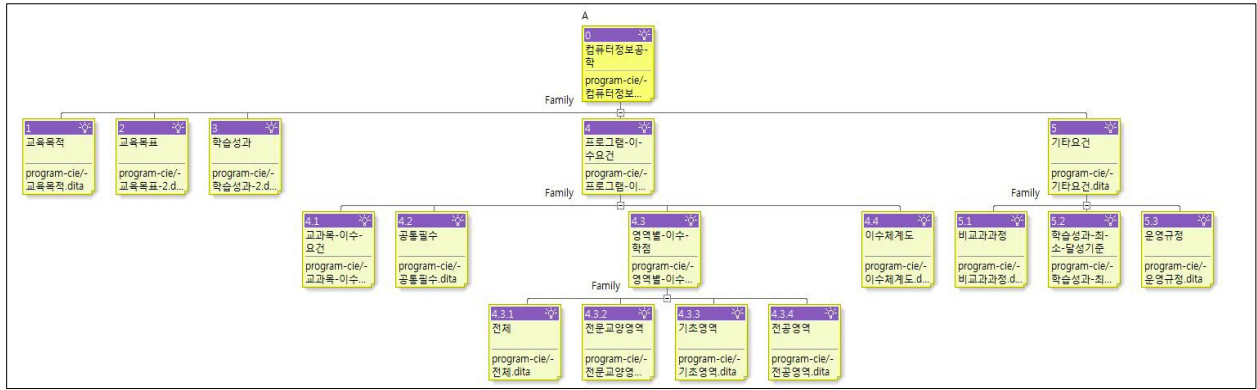 A
0
컴퓨터정보공-
학
program-cie/-
컴퓨터정보...
Family
1
교육목적
program-cie/-
교육목적.dita
2
교육목표
program-cie/-
교육목표-2.d...
3
학습성과
program-cie/-
학습성과-2.d...
4
프로그램-이-
수요건
program-cie/-
프로그램-이...
5
기타요건
program-cie/-
기타요건.dita
Family
4.1
교과목-이수-
요건
program-cie/-
교과목-이수...
4.2
공통필수
program-cie/-
공통필수.dita
4.3
영역별-이수-
학점
program-cie/-
영역별-이수...
4.4
이수체계도
program-cie/-
이수체계도.d...
Family
5.1
비교과과정
program-cie/-
비교과과정.d...
5.2
학습성과-최-
소-달성기준
program-cie/-
학습성과-최...
5.3
운영규정
program-cie/-
운영규정.dita
Family
4.3.1
전체
program-cie/-
전체.dita
4.3.2
전문교양영역
program-cie/-
전문교양영...
4.3.3
기초영역
program-cie/-
기초영역.dita
4.3.4
전공영역
program-cie/-
전공영역.dita